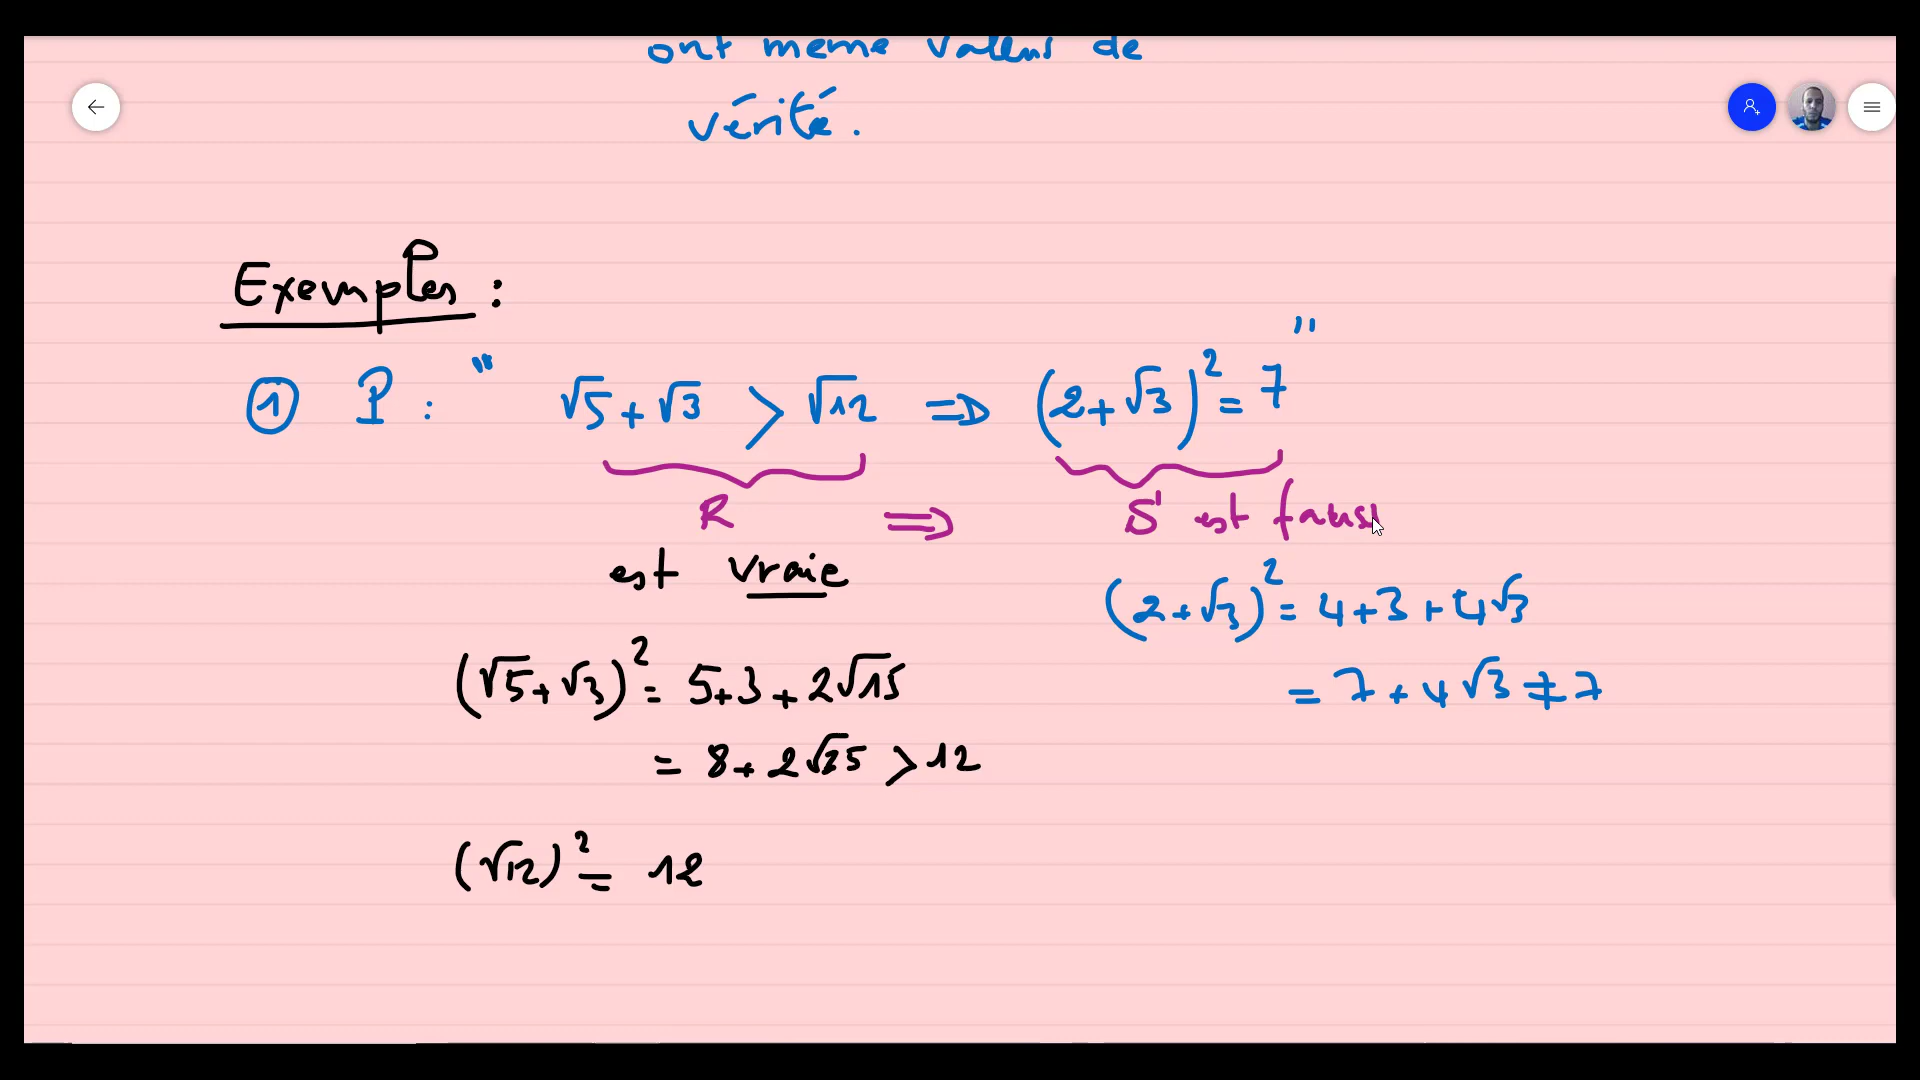 ont même valeurs de
vérité.
Exemples :
① P : " √5 + √3 > √12 ⇒ (2+√3)² = 7 "
R ⇒ S est fauss
est vraie
(2+√3)² = 4+3+4√3
= 7+4√3 ≠ 7
(√5+√3)² = 5+3+2√15
= 8+2√15 > 12
(√12)² = 12